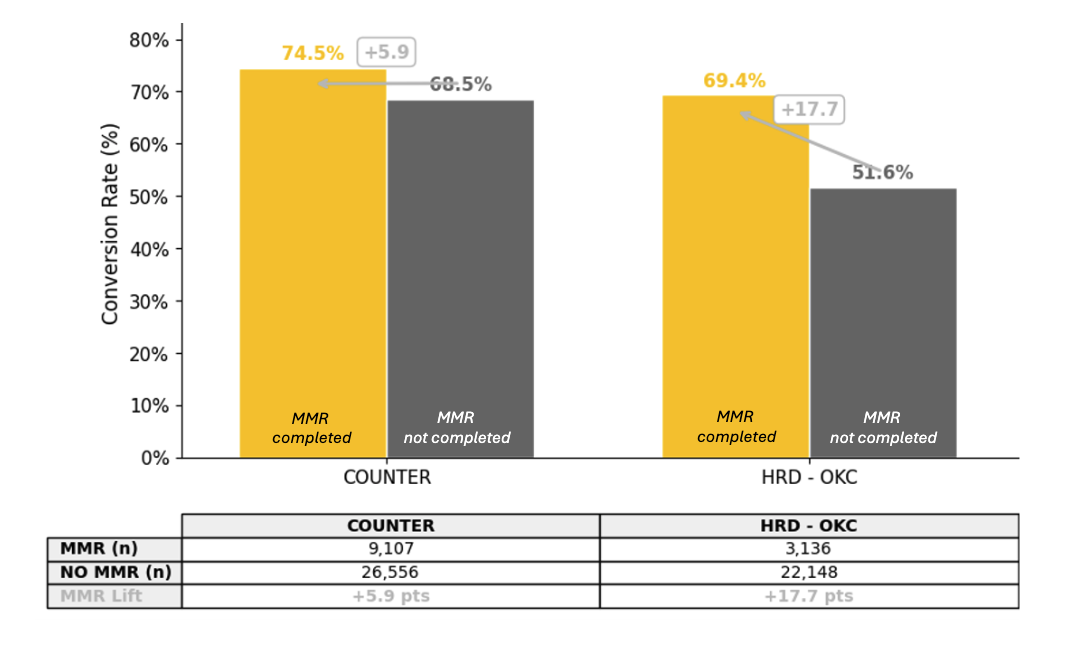 80%
70%
60%
50%
40%
30%
20%
10%
0%
Conversion Rate (%)
74.5%
+5.9
68.5%
69.4%
+17.7
51.6%
MMR
completed
MMR
not completed
MMR
completed
MMR
not completed
COUNTER
HRD - OKC
COUNTER HRD - OKC
MMR (n) 9,107 3,136
NO MMR (n) 26,556 22,148
MMR Lift +5.9 pts +17.7 pts